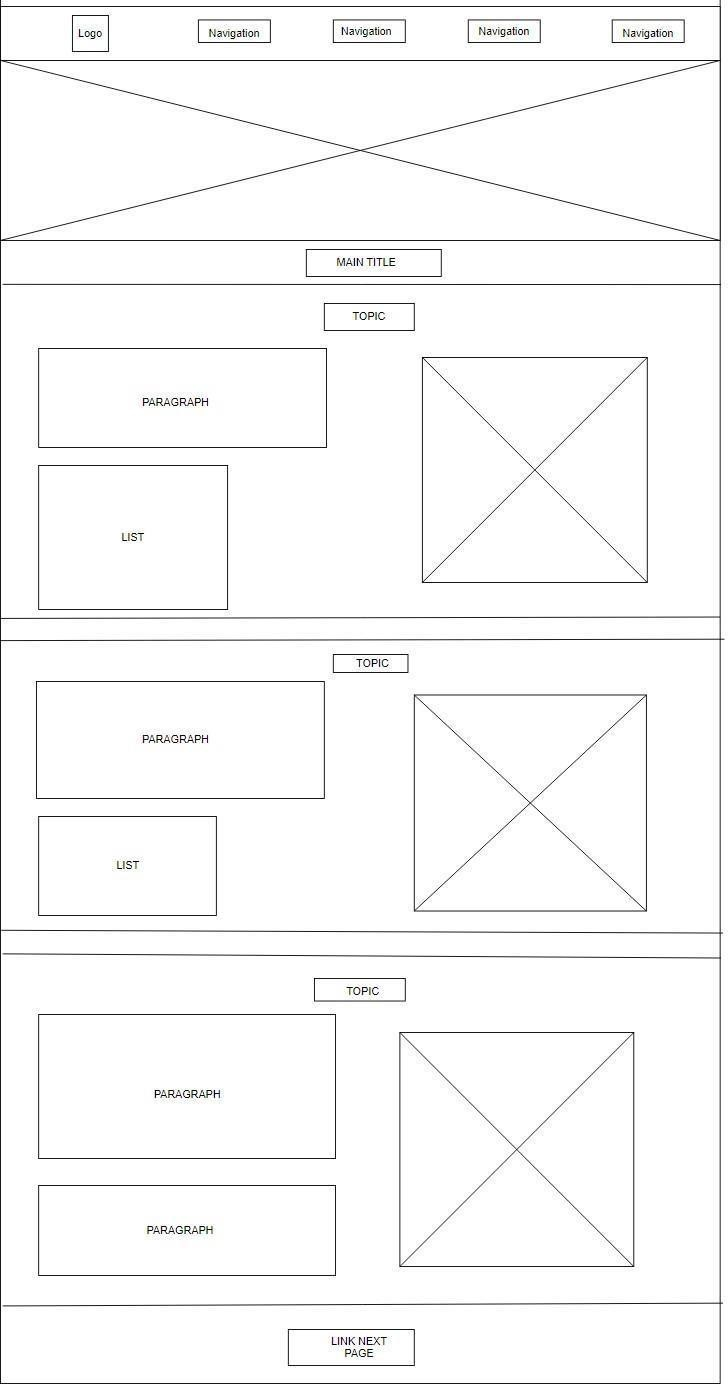 Logo
Navigation
Navigation
Navigation
Navigation
MAIN TITLE
TOPIC
PARAGRAPH
LIST
TOPIC
PARAGRAPH
LIST
TOPIC
PARAGRAPH
PARAGRAPH
LINK NEXT
PAGE